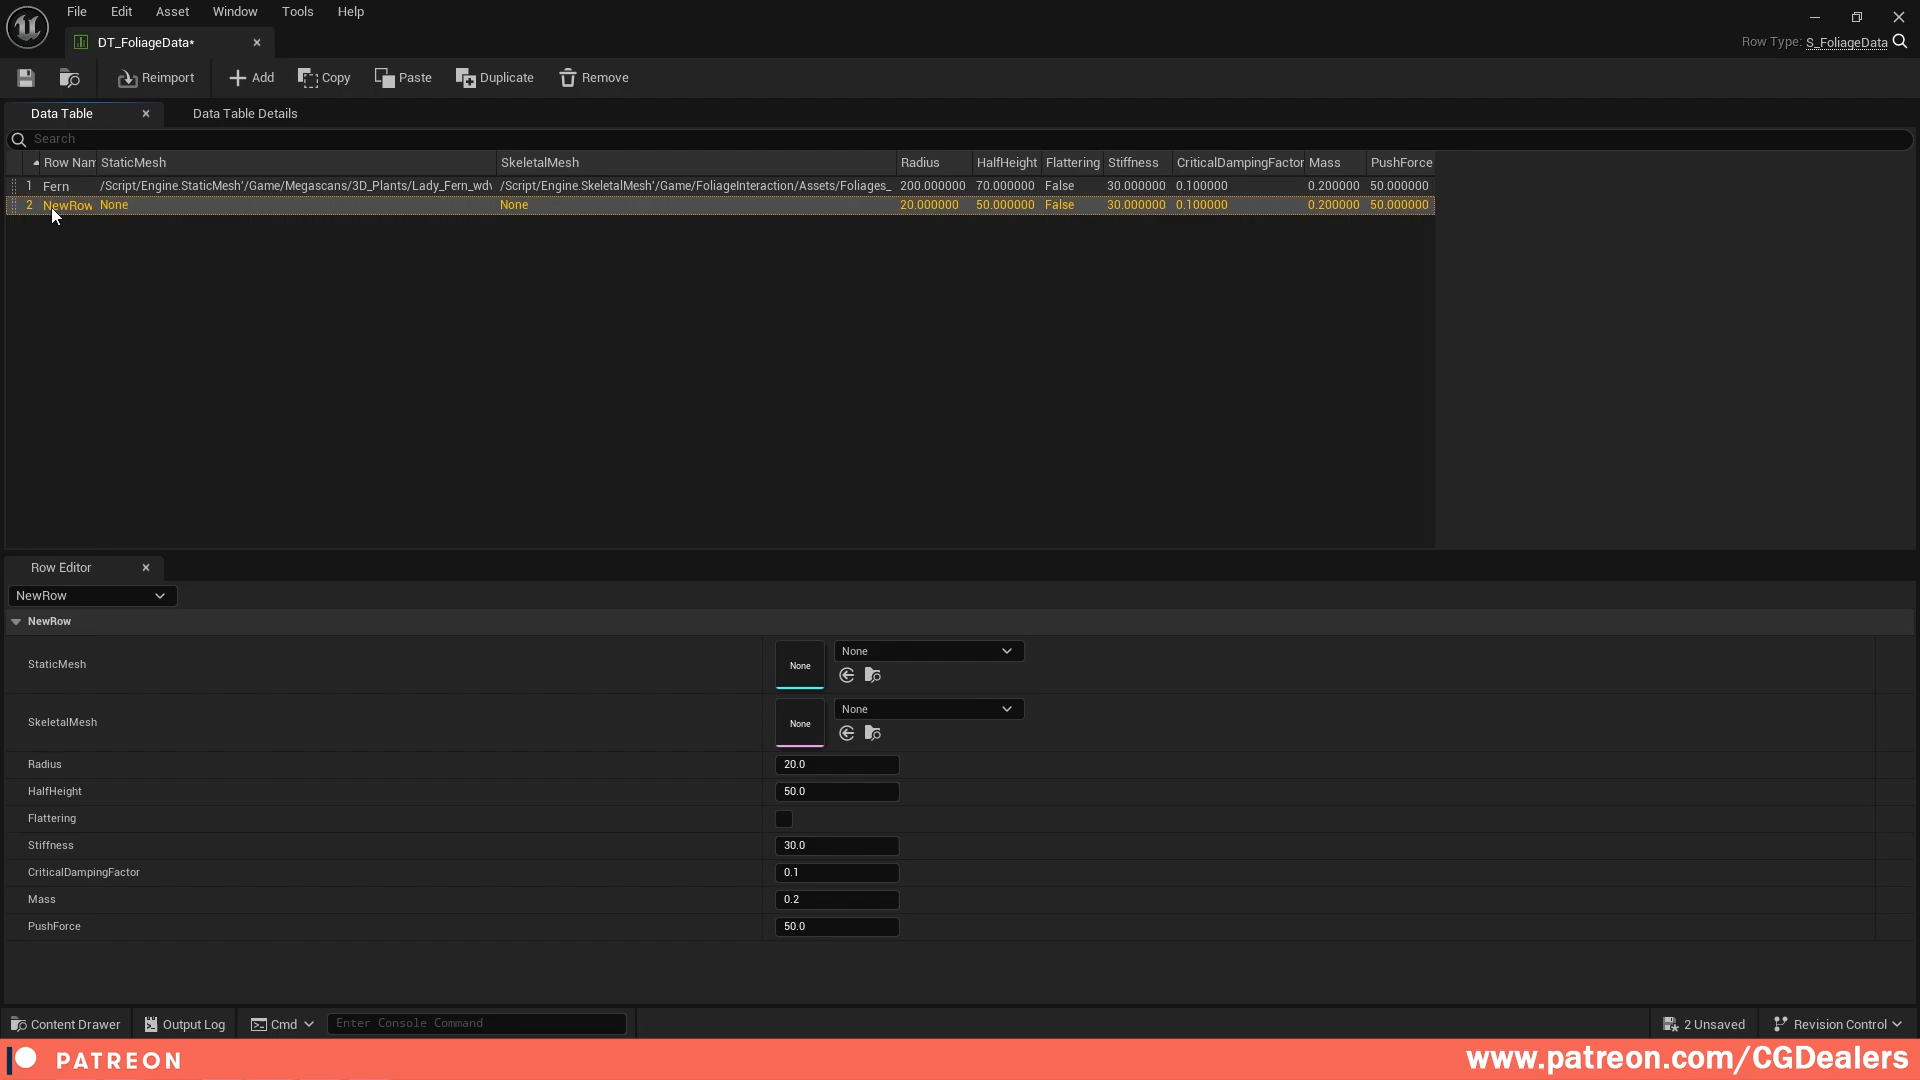 File Edit Asset Window Tools Help
DT_FoliageData*
Row Type: S_FoliageData
Reimport Add Copy Paste Duplicate Remove
Data Table Data Table Details
Search
Row Nam StaticMesh SkeletalMesh Radius HalfHeight Flattering Stiffness CriticalDampingFactor Mass PushForce
1 Fern /Script/Engine.StaticMesh'/Game/Megascans/3D_Plants/Lady_Fern_wdv /Script/Engine.SkeletalMesh'/Game/FoliageInteraction/Assets/Foliages_ 200.000000 70.000000 False 30.000000 0.100000 0.200000 50.000000
2 NewRow None None 20.000000 50.000000 False 30.000000 0.100000 0.200000 50.000000
Row Editor
NewRow
NewRow
StaticMesh None None
SkeletalMesh None None
Radius 20.0
HalfHeight 50.0
Flattering
Stiffness 30.0
CriticalDampingFactor 0.1
Mass 0.2
PushForce 50.0
Content Drawer Output Log Cmd Enter Console Command 2 Unsaved Revision Control
PATREON www.patreon.com/CGDealers